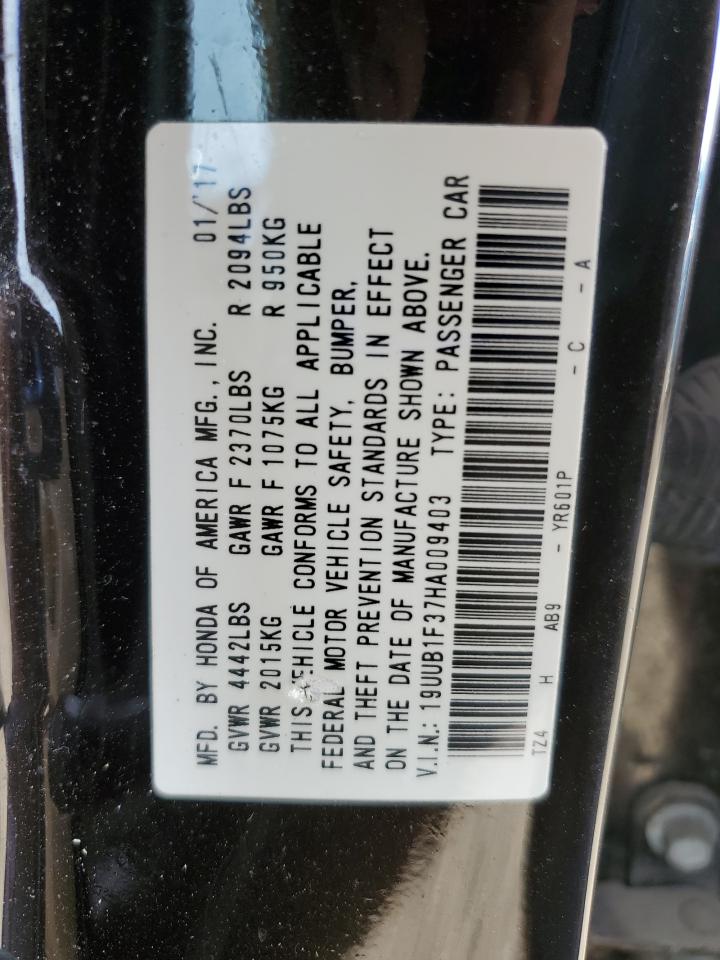 MFD. BY HONDA OF AMERICA MFG., INC. 01/'17
GVWR 4442LBS GAWR F 2370LBS R 2094LBS
GVWR 2015KG GAWR F 1075KG R 950KG
THIS VEHICLE CONFORMS TO ALL APPLICABLE
FEDERAL MOTOR VEHICLE SAFETY, BUMPER,
AND THEFT PREVENTION STANDARDS IN EFFECT
ON THE DATE OF MANUFACTURE SHOWN ABOVE.
V.I.N.: 19UUB1F37HA009403 TYPE: PASSENGER CAR
TZ4 H AB9 - YR601P - C - A